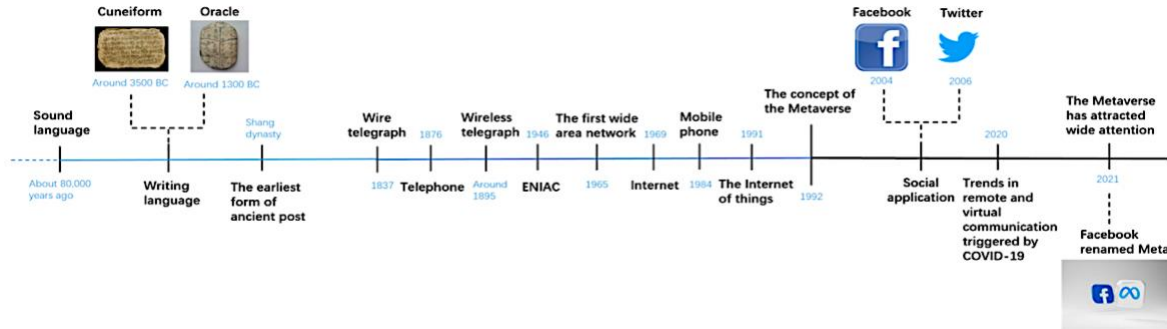 Cuneiform
Oracle
Around 3500 BC
Around 1300 BC
Facebook
Twitter
2004
2006
Sound
language
About 80,000
years ago
Writing
language
Shang
dynasty
The earliest
form of
ancient post
Wire
telegraph
1837
1876
Telephone
Wireless
telegraph
Around
1895
1946
ENIAC
The first wide
area network
1965
1969
Internet
Mobile
phone
1984
1991
The Internet
of things
The concept of
the Metaverse
1992
Social
application
2020
Trends in
remote and
virtual
communication
triggered by
COVID-19
The Metaverse
has attracted
wide attention
2021
Facebook
renamed Meta